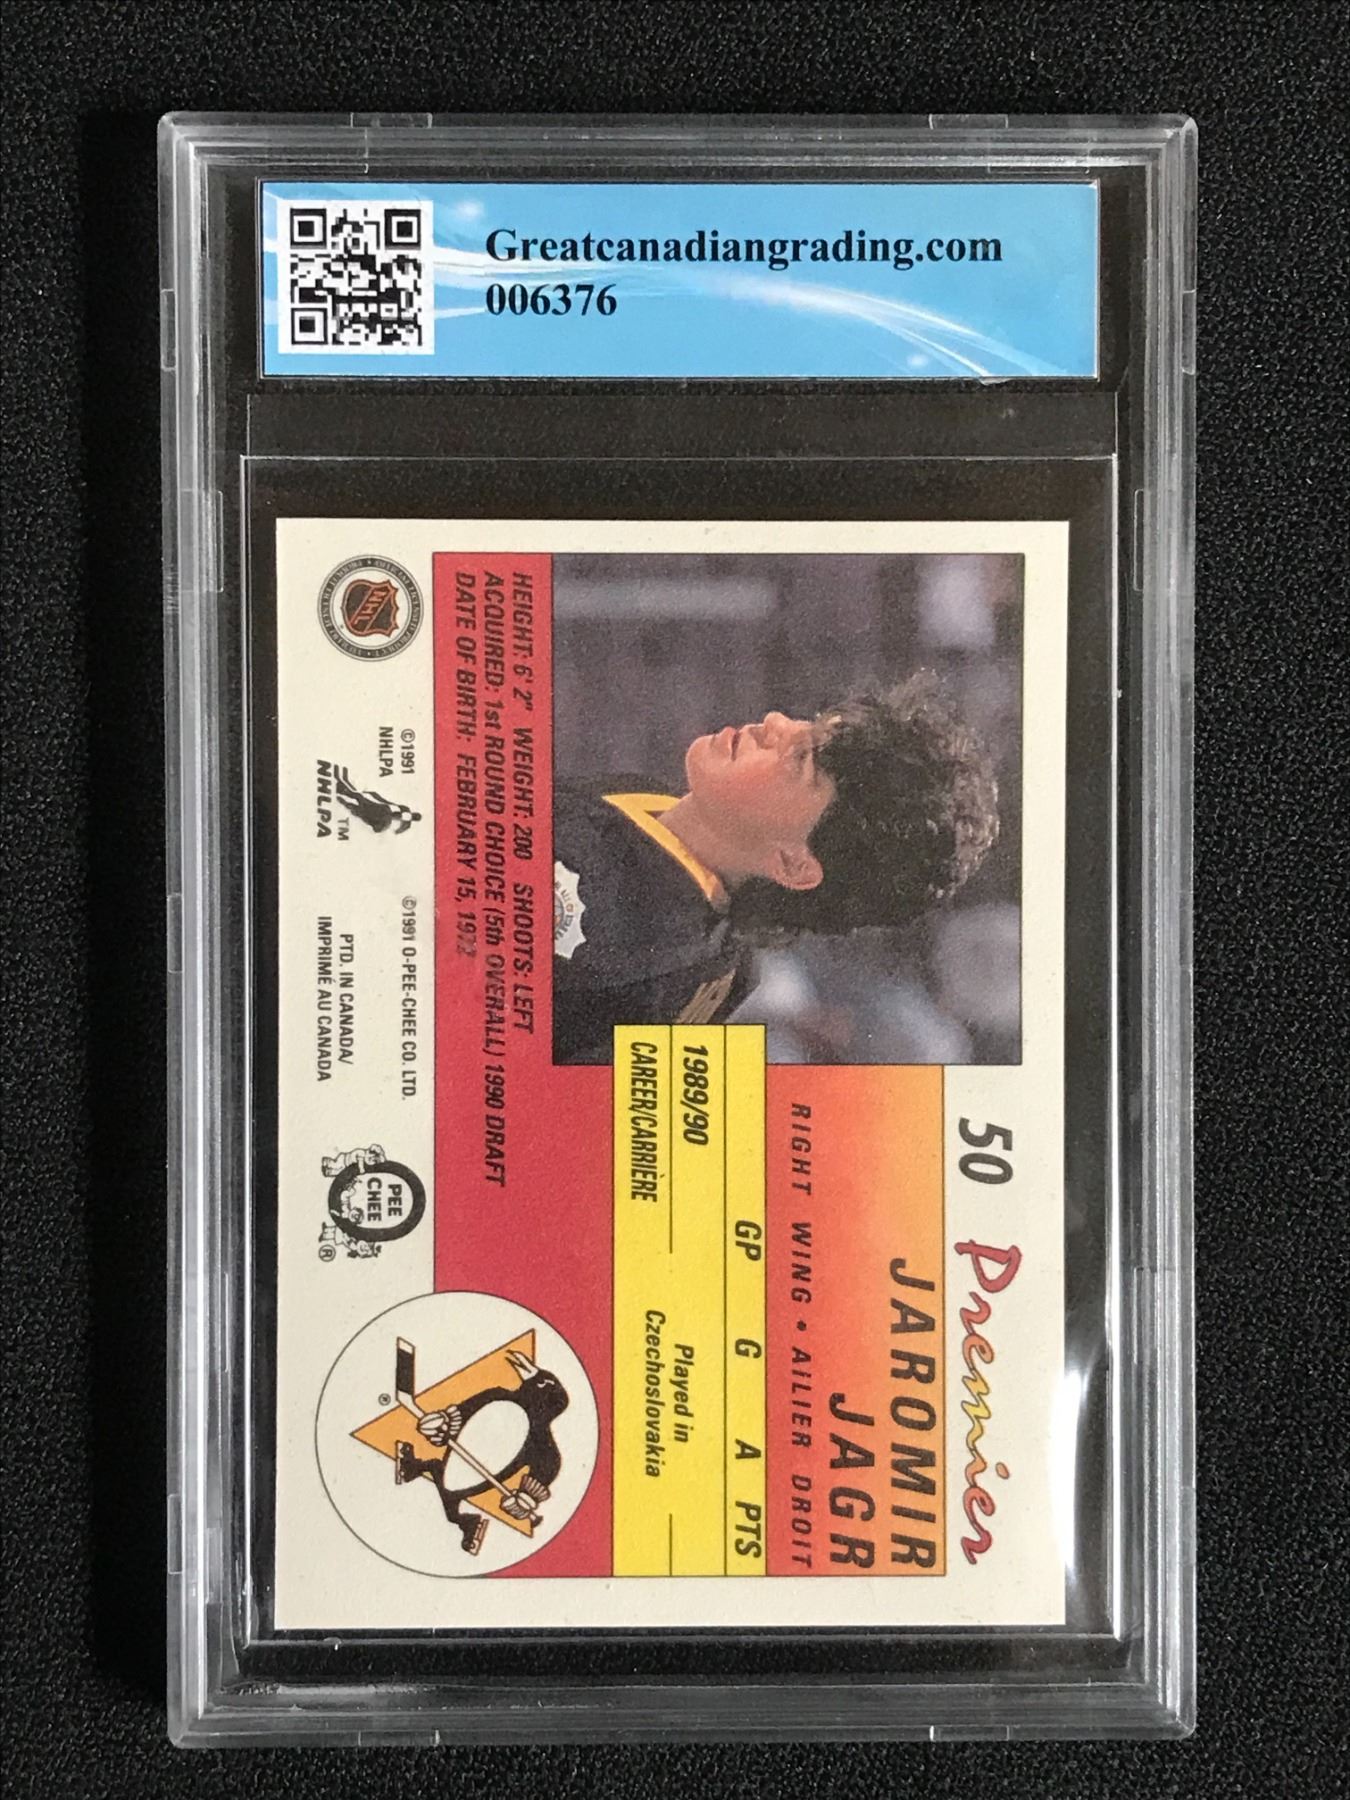 Greatcanadiangrading.com
006376
50 Premier
JAROMIR
JAGR
RIGHT WING • AILIER DROIT
GP G A PTS
1989/90 Played in
CAREER/CARRIÈRE Czechoslovakia
HEIGHT: 6' 2" WEIGHT: 200 SHOOTS: LEFT
ACQUIRED: 1st ROUND CHOICE (5th OVERALL) 1990 DRAFT
DATE OF BIRTH: FEBRUARY 15, 1972
NHL
©1991
NHLPA
NHLPA TM
©1991 O-PEE-CHEE CO. LTD.
PTD. IN CANADA/
IMPRIMÉ AU CANADA
O PEE
CHEE
®
®